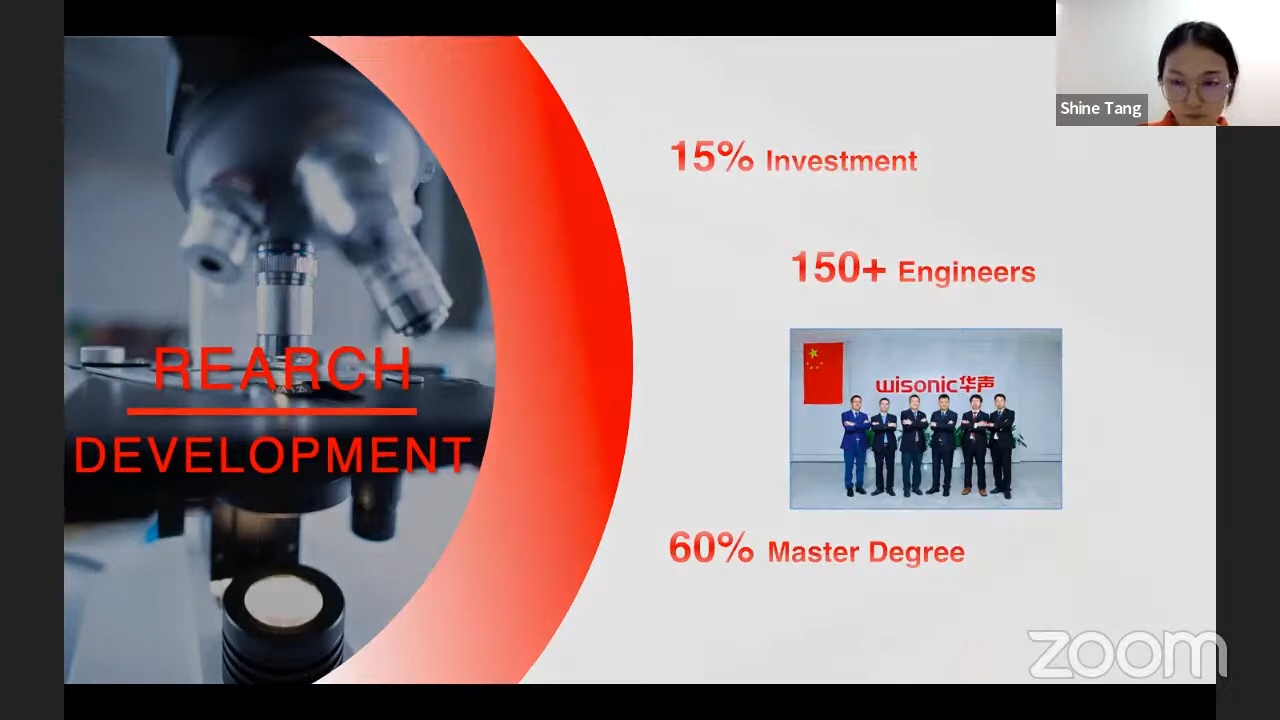 Shine Tang
15% Investment
150+ Engineers
wisonic华声
REARCH
DEVELOPMENT
60% Master Degree
zoom